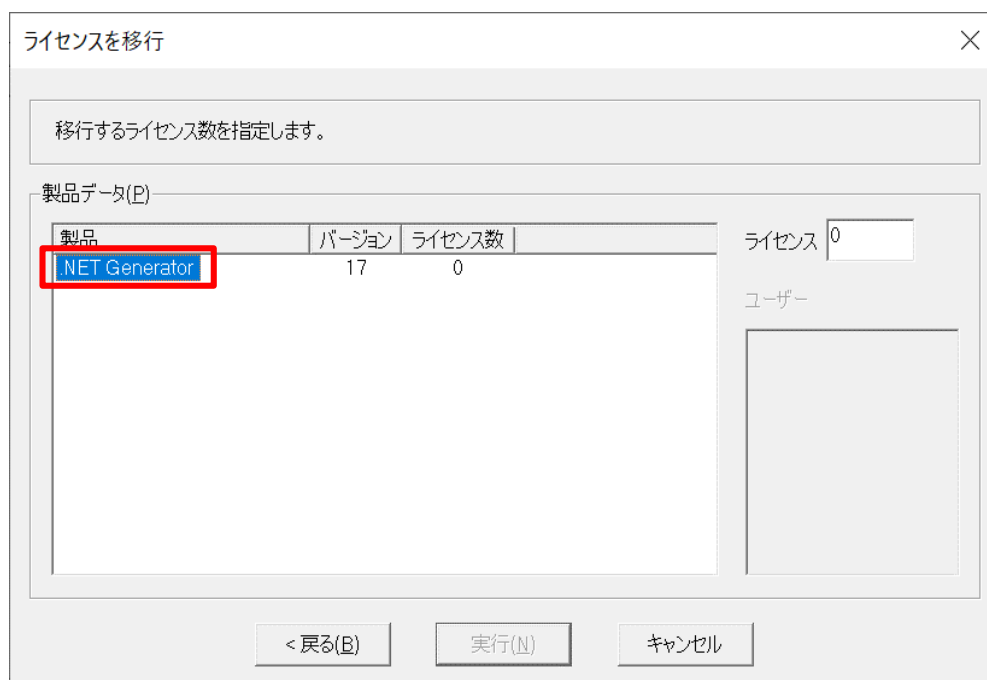 ライセンスを移行
移行するライセンス数を指定します。
製品データ(P)
製品 バージョン ライセンス数
.NET Generator 17 0
ライセンス 0
ユーザー
< 戻る(B) 実行(N) キャンセル